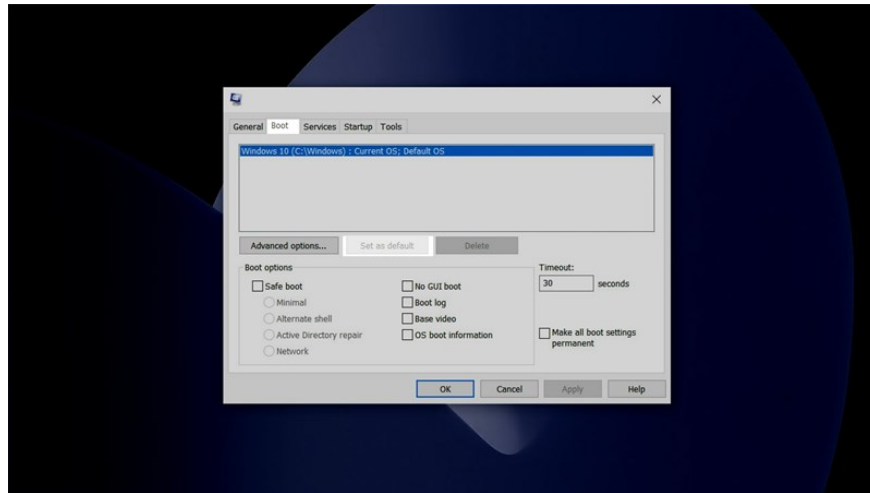 General Boot Services Startup Tools
Windows 10 (C:\Windows) : Current OS; Default OS
Advanced options... Set as default Delete
Boot options
Safe boot
Minimal
Alternate shell
Active Directory repair
Network
No GUI boot
Boot log
Base video
OS boot information
Timeout:
30 seconds
Make all boot settings
permanent
OK Cancel Apply Help